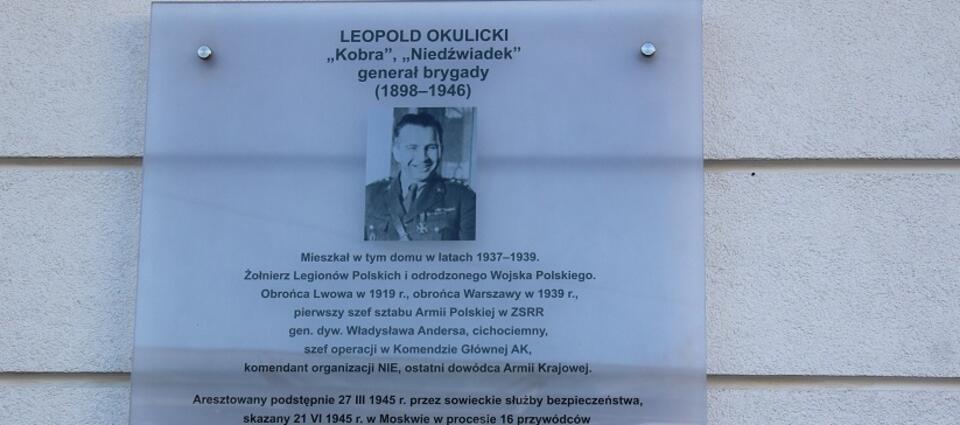 LEOPOLD OKULICKI
„Kobra”, „Niedźwiadek”
generał brygady
(1898–1946)
Mieszkał w tym domu w latach 1937–1939.
Żołnierz Legionów Polskich i odrodzonego Wojska Polskiego.
Obrońca Lwowa w 1919 r., obrońca Warszawy w 1939 r.,
pierwszy szef sztabu Armii Polskiej w ZSRR
gen. dyw. Władysława Andersa, cichociemny,
szef operacji w Komendzie Głównej AK,
komendant organizacji NIE, ostatni dowódca Armii Krajowej.
Aresztowany podstępnie 27 III 1945 r. przez sowieckie służby bezpieczeństwa,
skazany 21 VI 1945 r. w Moskwie w procesie 16 przywódców